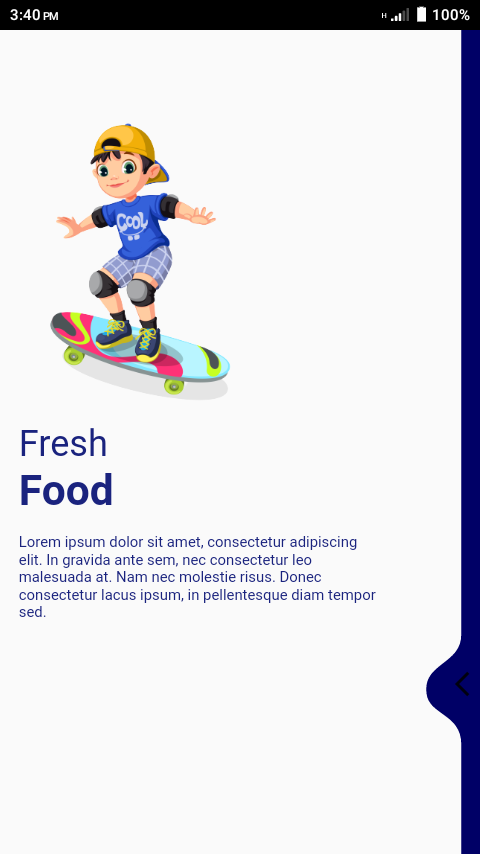 3:40 PM
H
100%
COOL
Fresh
Food
Lorem ipsum dolor sit amet, consectetur adipiscing
elit. In gravida ante sem, nec consectetur leo
malesuada at. Nam nec molestie risus. Donec
consectetur lacus ipsum, in pellentesque diam tempor
sed.